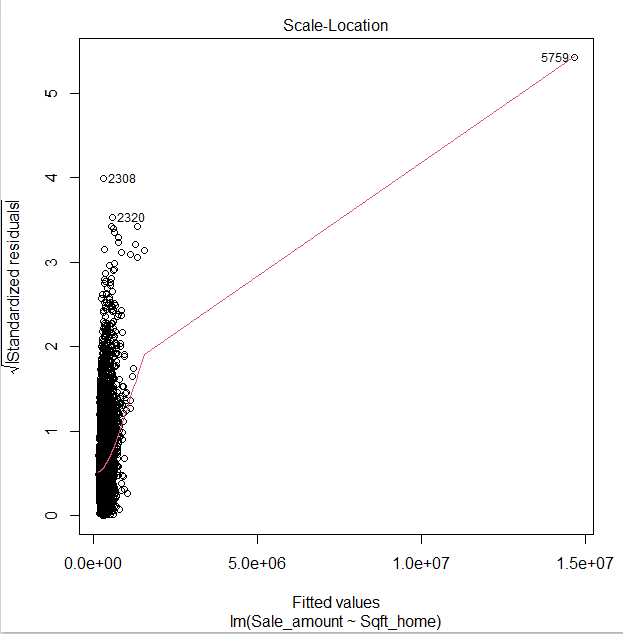 Scale-Location
√|Standardized residuals|
5
4
3
2
1
0
5759
2308
2320
0.0e+00
5.0e+06
1.0e+07
1.5e+07
Fitted values
lm(Sale_amount ~ Sqft_home)